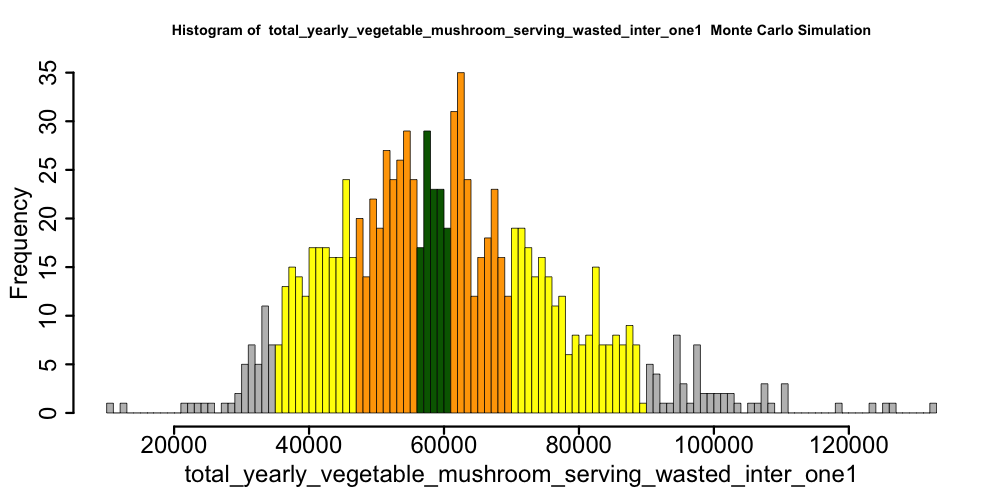 Histogram of total_yearly_vegetable_mushroom_serving_wasted_inter_one1 Monte Carlo Simulation
Frequency
35
30
25
20
15
10
5
0
20000 40000 60000 80000 100000 120000
total_yearly_vegetable_mushroom_serving_wasted_inter_one1